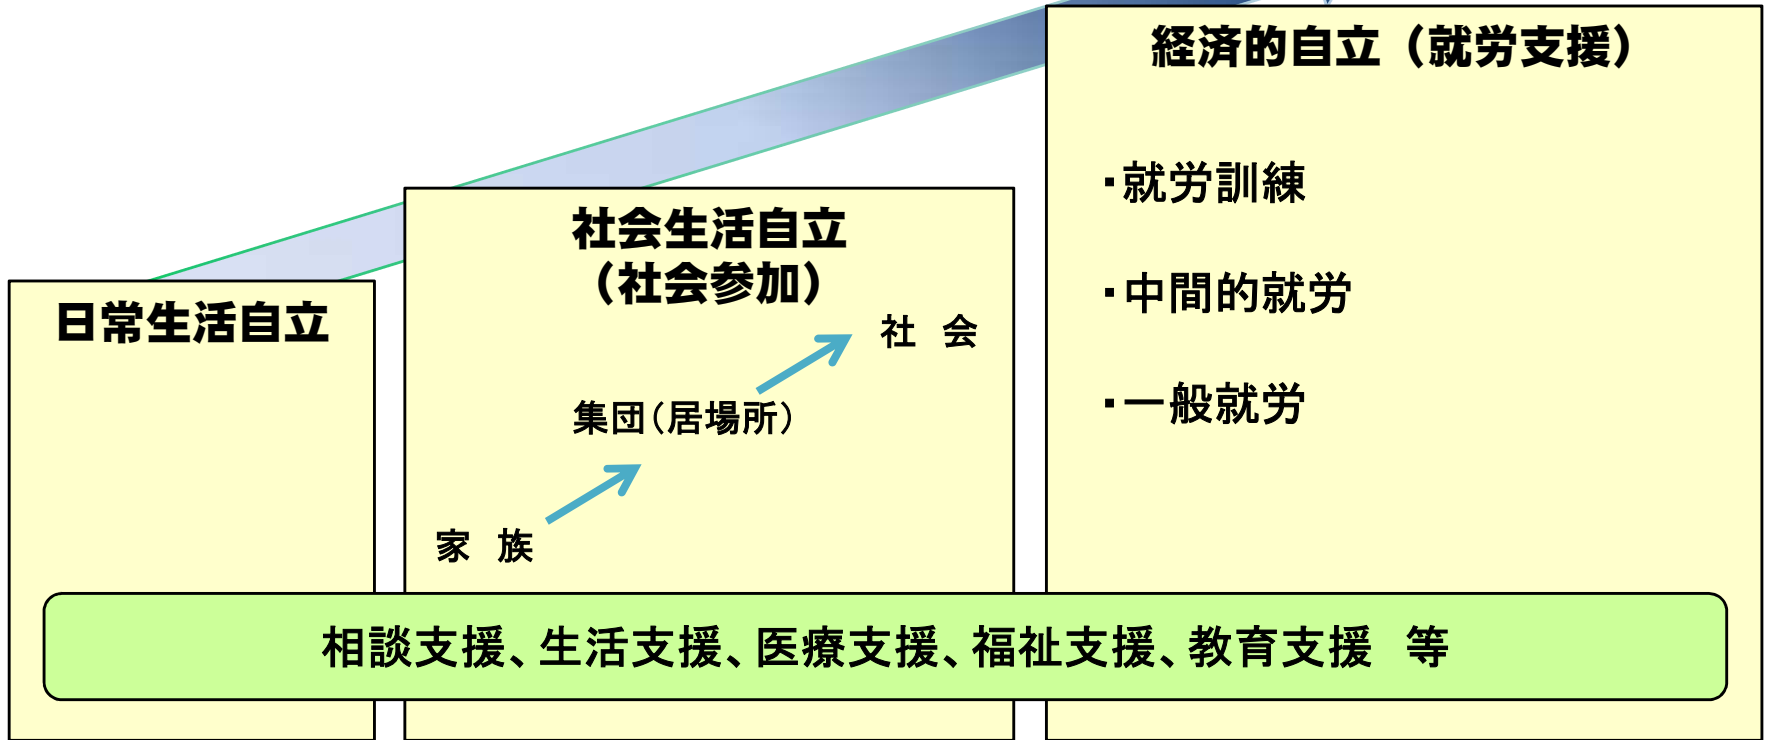 日常生活自立
社会生活自立
（社会参加）
社　会
集団（居場所）
家　族
経済的自立（就労支援）
・就労訓練
・中間的就労
・一般就労
相談支援、生活支援、医療支援、福祉支援、教育支援　等